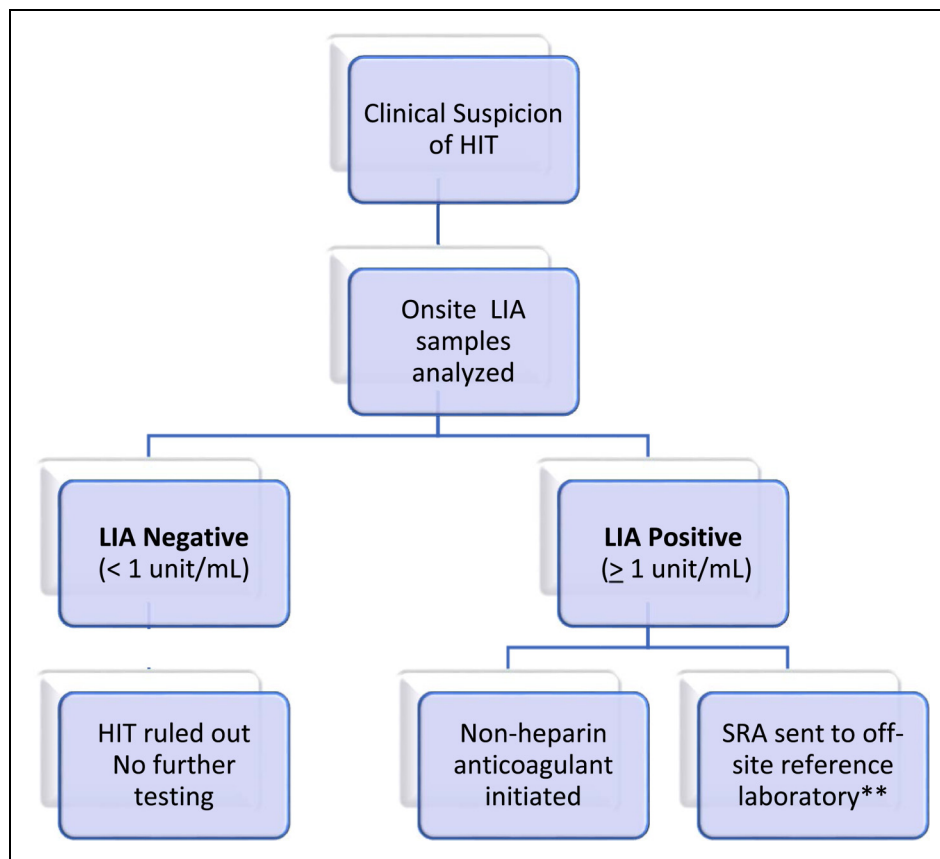 Clinical Suspicion
of HIT
Onsite  LIA
samples
analyzed
LIA Negative
(< 1 unit/mL)
LIA Positive
(≥ 1 unit/mL)
HIT ruled out
No further
testing
Non-heparin
anticoagulant
initiated
SRA sent to off-
site reference
laboratory**